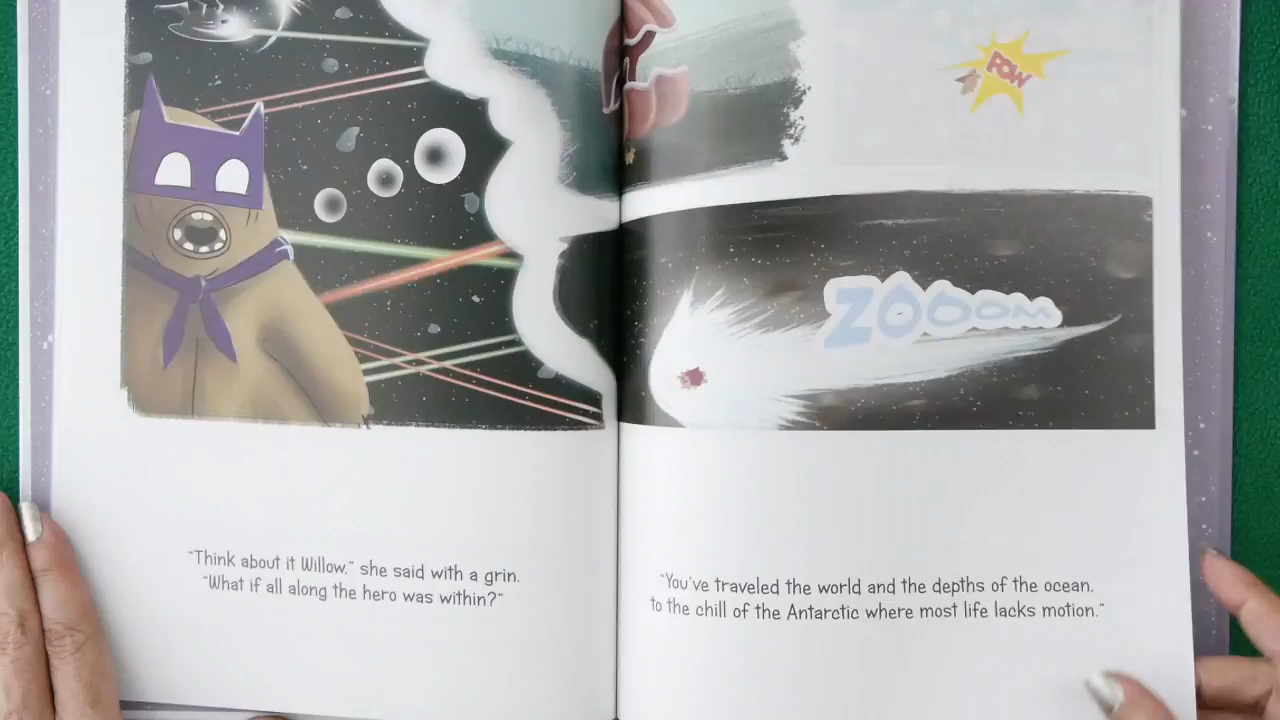 POW
ZOOOM
"Think about it Willow." she said with a grin.
"What if all along the hero was within?"
"You've traveled the world and the depths of the ocean.
to the chill of the Antarctic where most life lacks motion."